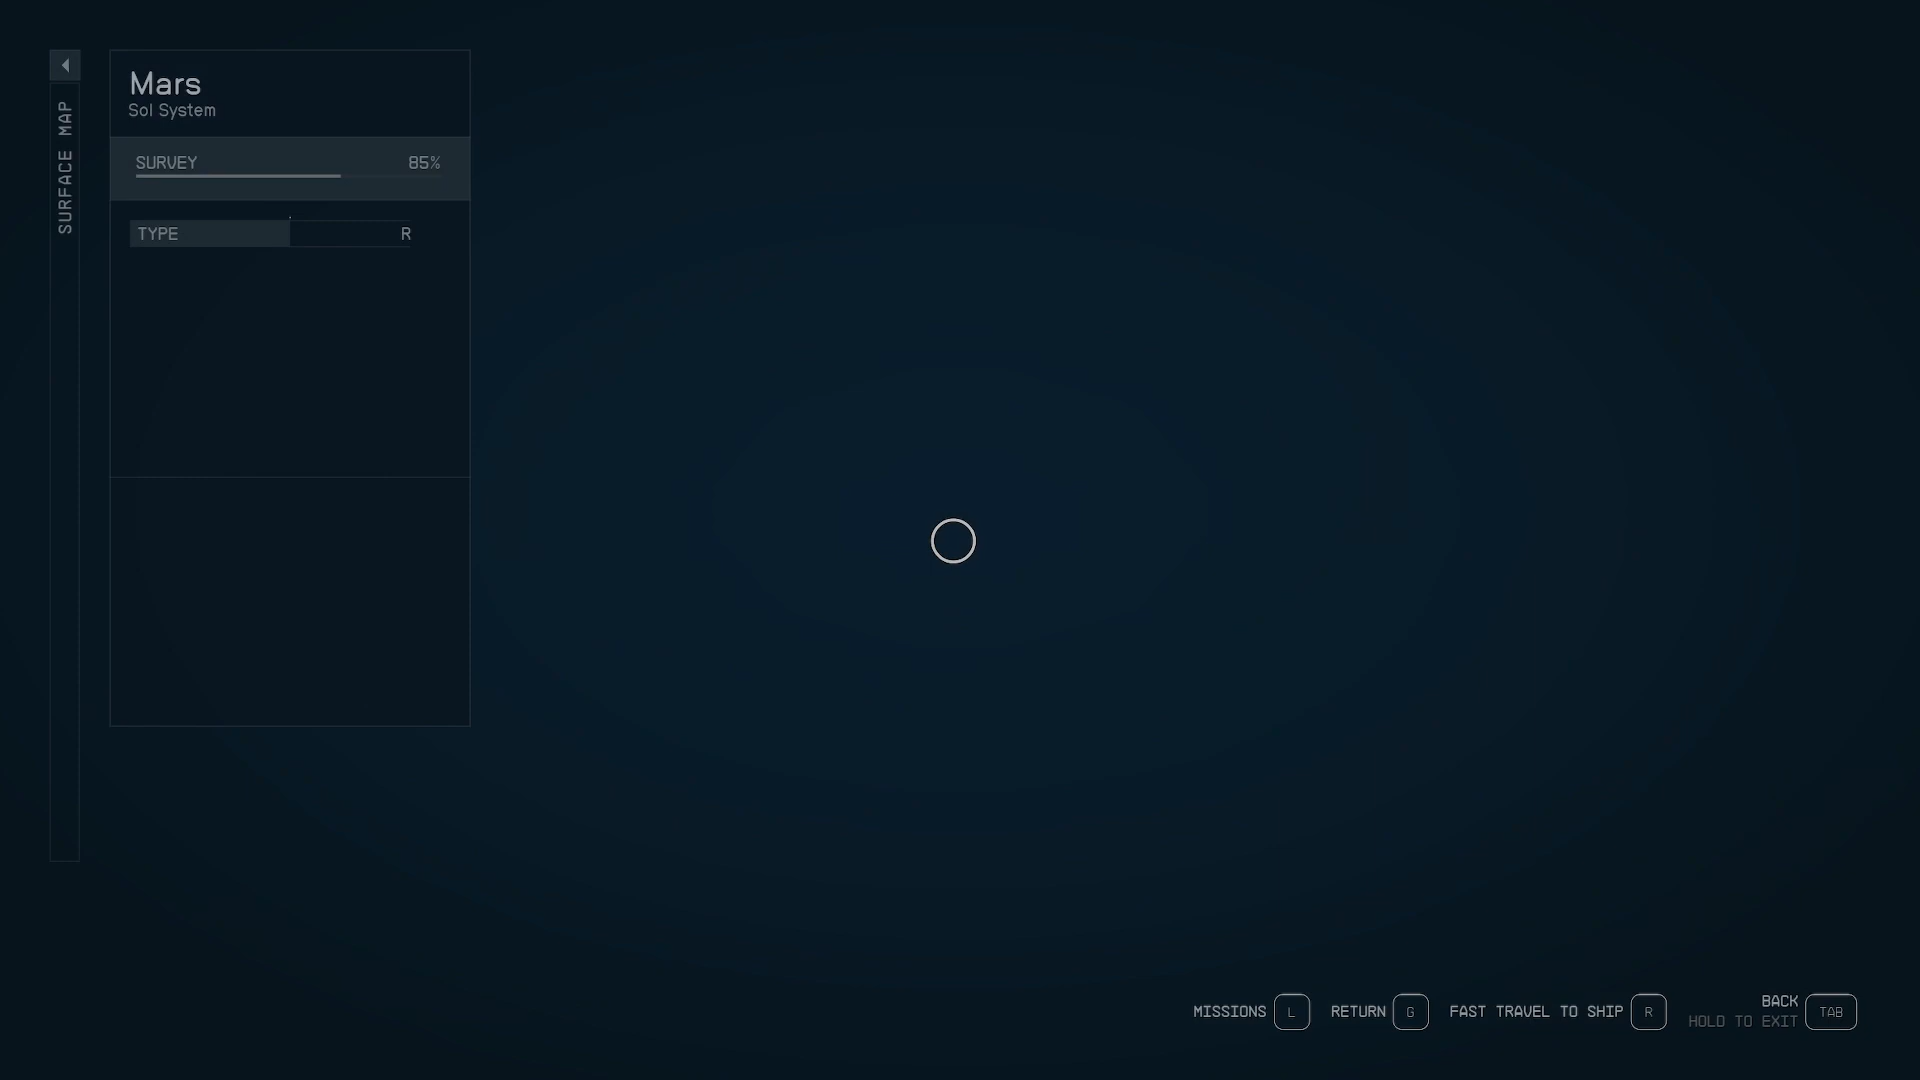 SURFACE MAP
Mars
Sol System
SURVEY 85%
TYPE R
MISSIONS L RETURN G FAST TRAVEL TO SHIP R BACK TAB
HOLD TO EXIT